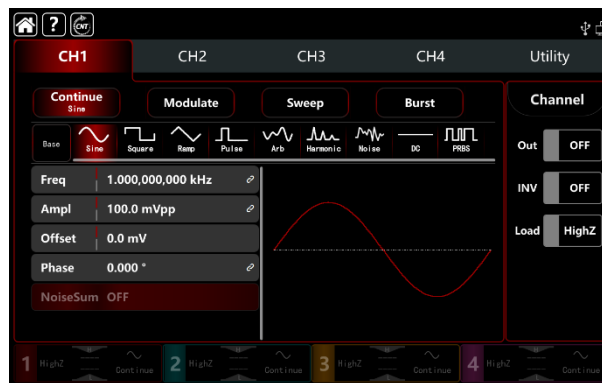 ? CNT
CH1 CH2 CH3 CH4 Utility
Continue Modulate Sweep Burst Channel
Sine
Base Sine Square Ramp Pulse Arb Harmonic Noise DC PRBS
Out OFF
Freq 1.000,000,000 kHz
INV OFF
Ampl 100.0 mVpp
Load HighZ
Offset 0.0 mV
Phase 0.000 °
NoiseSum OFF
1 HighZ Continue 2 HighZ Continue 3 HighZ Continue 4 HighZ Continue